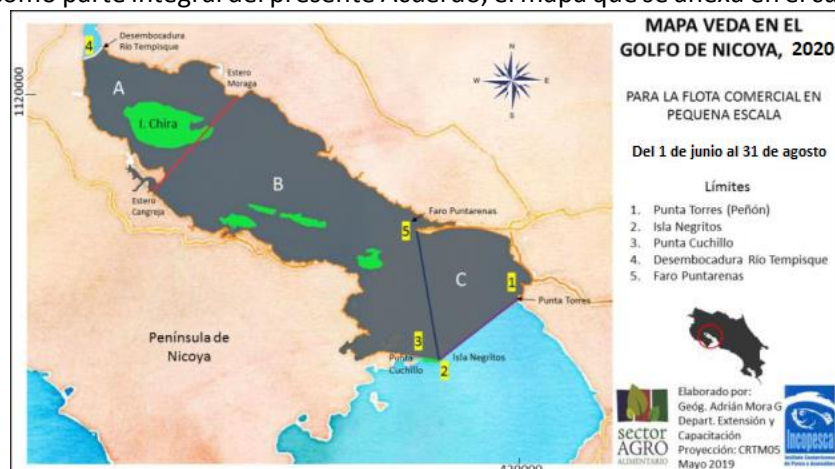 como parte integral del presente Acuerdo, el mapa que se anexa en el
MAPA VEDA EN EL
GOLFO DE NICOYA, 2020
PARA LA FLOTA COMERCIAL EN
PEQUENA ESCALA
Del 1 de junio al 31 de agosto
Límites
1. Punta Torres (Peñón)
2. Isla Negritos
3. Punta Cuchillo
4. Desembocadura Río Tempisque
5. Faro Puntarenas
4
Desembocadura
Río Tempisque
A
Estero
Moraga
1120000
I. Chira
N
W
E
S
B
Estero
Cangreja
Faro Puntarenas
5
C
1
Punta Torres
Península de
Nicoya
3
Punta
Cuchillo
Isla Negritos
2
sector
AGRO
ALIMENTARIO
Elaborado por:
Geóg. Adrián Mora G
Depart. Extensión y
Capacitación
Proyección: CRTM05
Mayo 2019
Incopesca